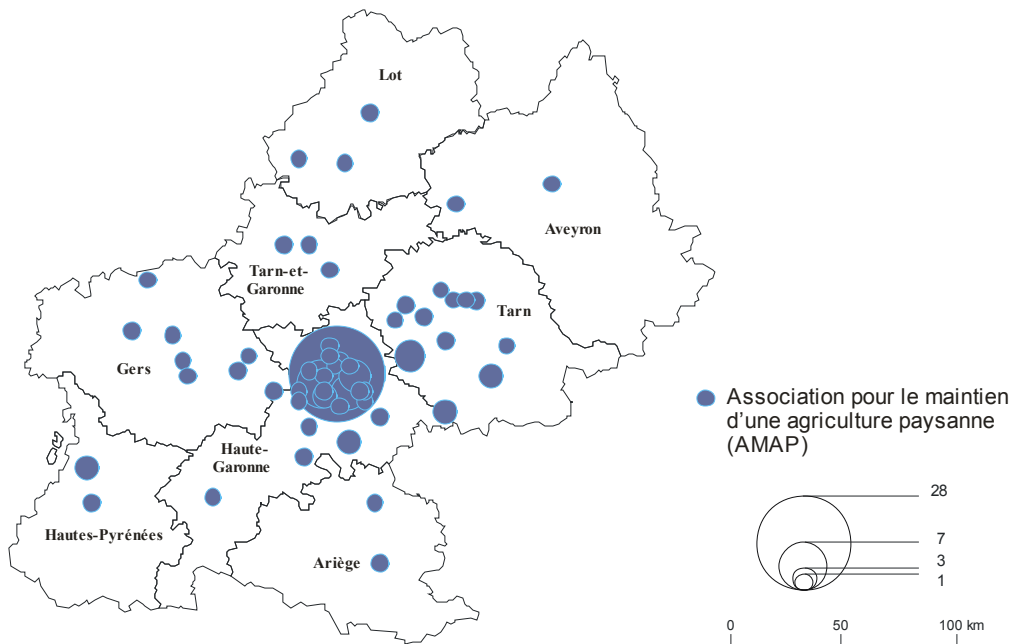 Lot
Aveyron
Tarn-et-
Garonne
Tarn
Gers
Haute-
Garonne
Hautes-Pyrénées
Ariège
Association pour le maintien
d'une agriculture paysanne
(AMAP)
28
7
3
1
0 50 100 km